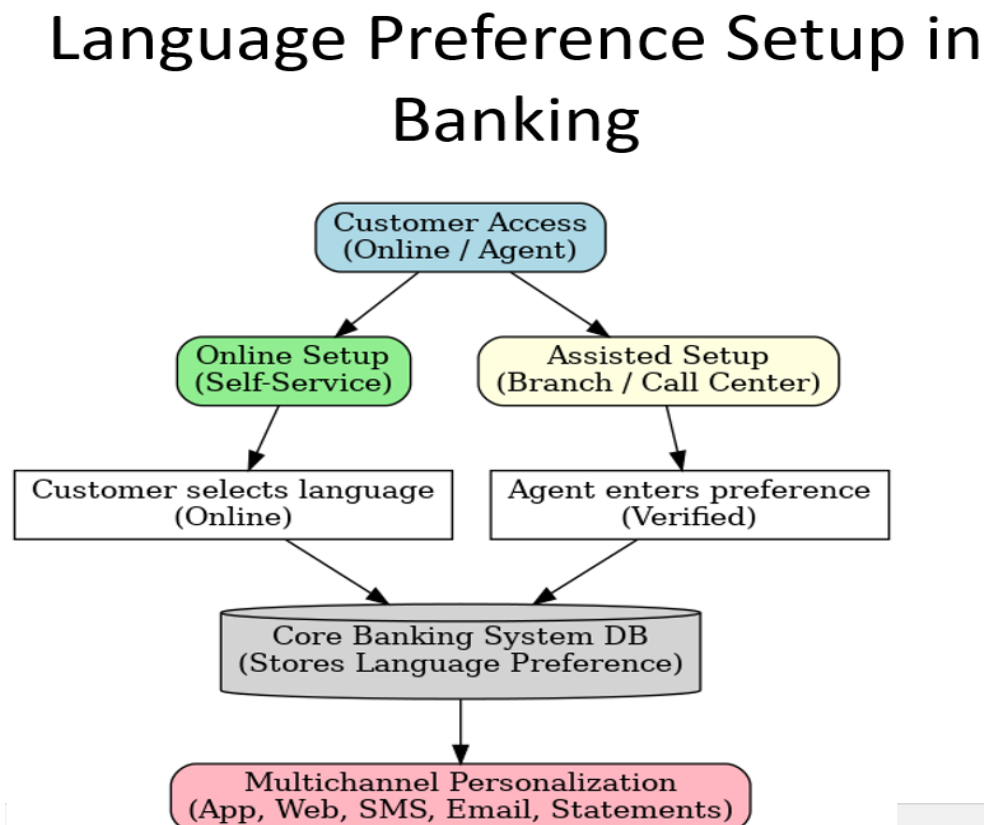 Language Preference Setup in
Banking
Customer Access
(Online / Agent)
Online Setup
(Self-Service)
Assisted Setup
(Branch / Call Center)
Customer selects language
(Online)
Agent enters preference
(Verified)
Core Banking System DB
(Stores Language Preference)
Multichannel Personalization
(App, Web, SMS, Email, Statements)